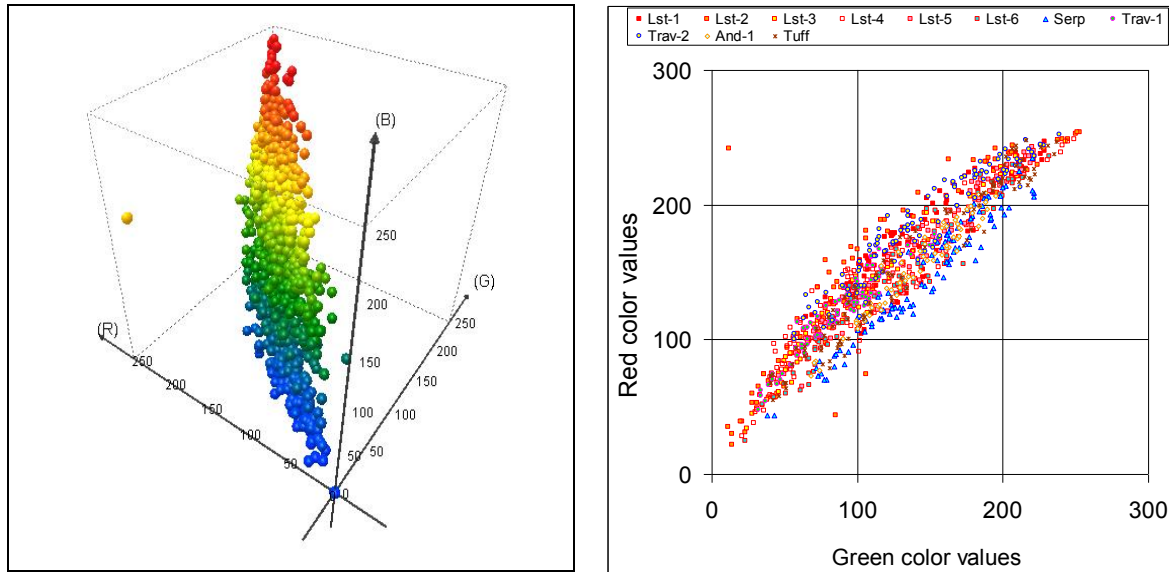 (B)
(G)
(R)
250
200
150
100
50
250
200
150
100
50
0
250
200
150
100
50
Lst-1 Lst-2 Lst-3 Lst-4 Lst-5 Lst-6 Serp Trav-1
Trav-2 And-1 Tuff
300
200
100
0
0 100 200 300
Red color values
Green color values